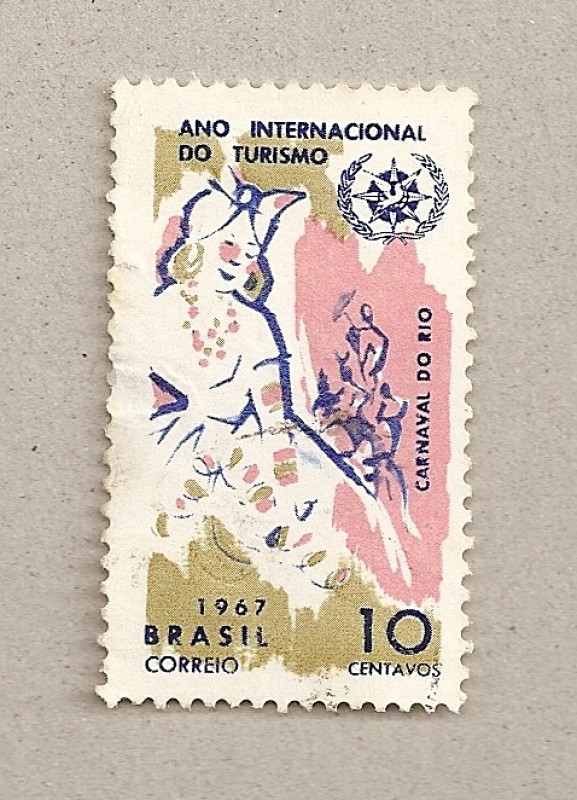 ANO INTERNACIONAL
DO TURISMO
CARNAVAL DO RIO
1967
BRASIL
CORREIO
10
CENTAVOS